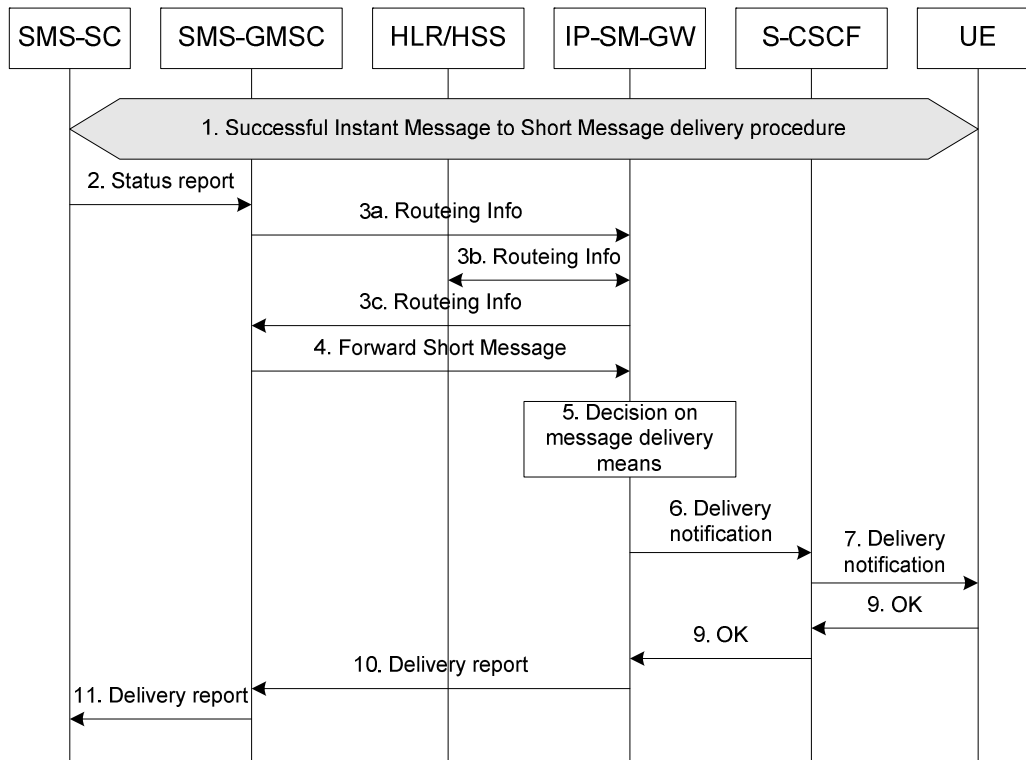 SMS-SC
SMS-GMSC
HLR/HSS
IP-SM-GW
S-CSCF
UE
1. Successful Instant Message to Short Message delivery procedure
2. Status report
3a. Routeing Info
3b. Routeing Info
3c. Routeing Info
4. Forward Short Message
5. Decision on
message delivery
means
6. Delivery
notification
7. Delivery
notification
9. OK
9. OK
10. Delivery report
11. Delivery report